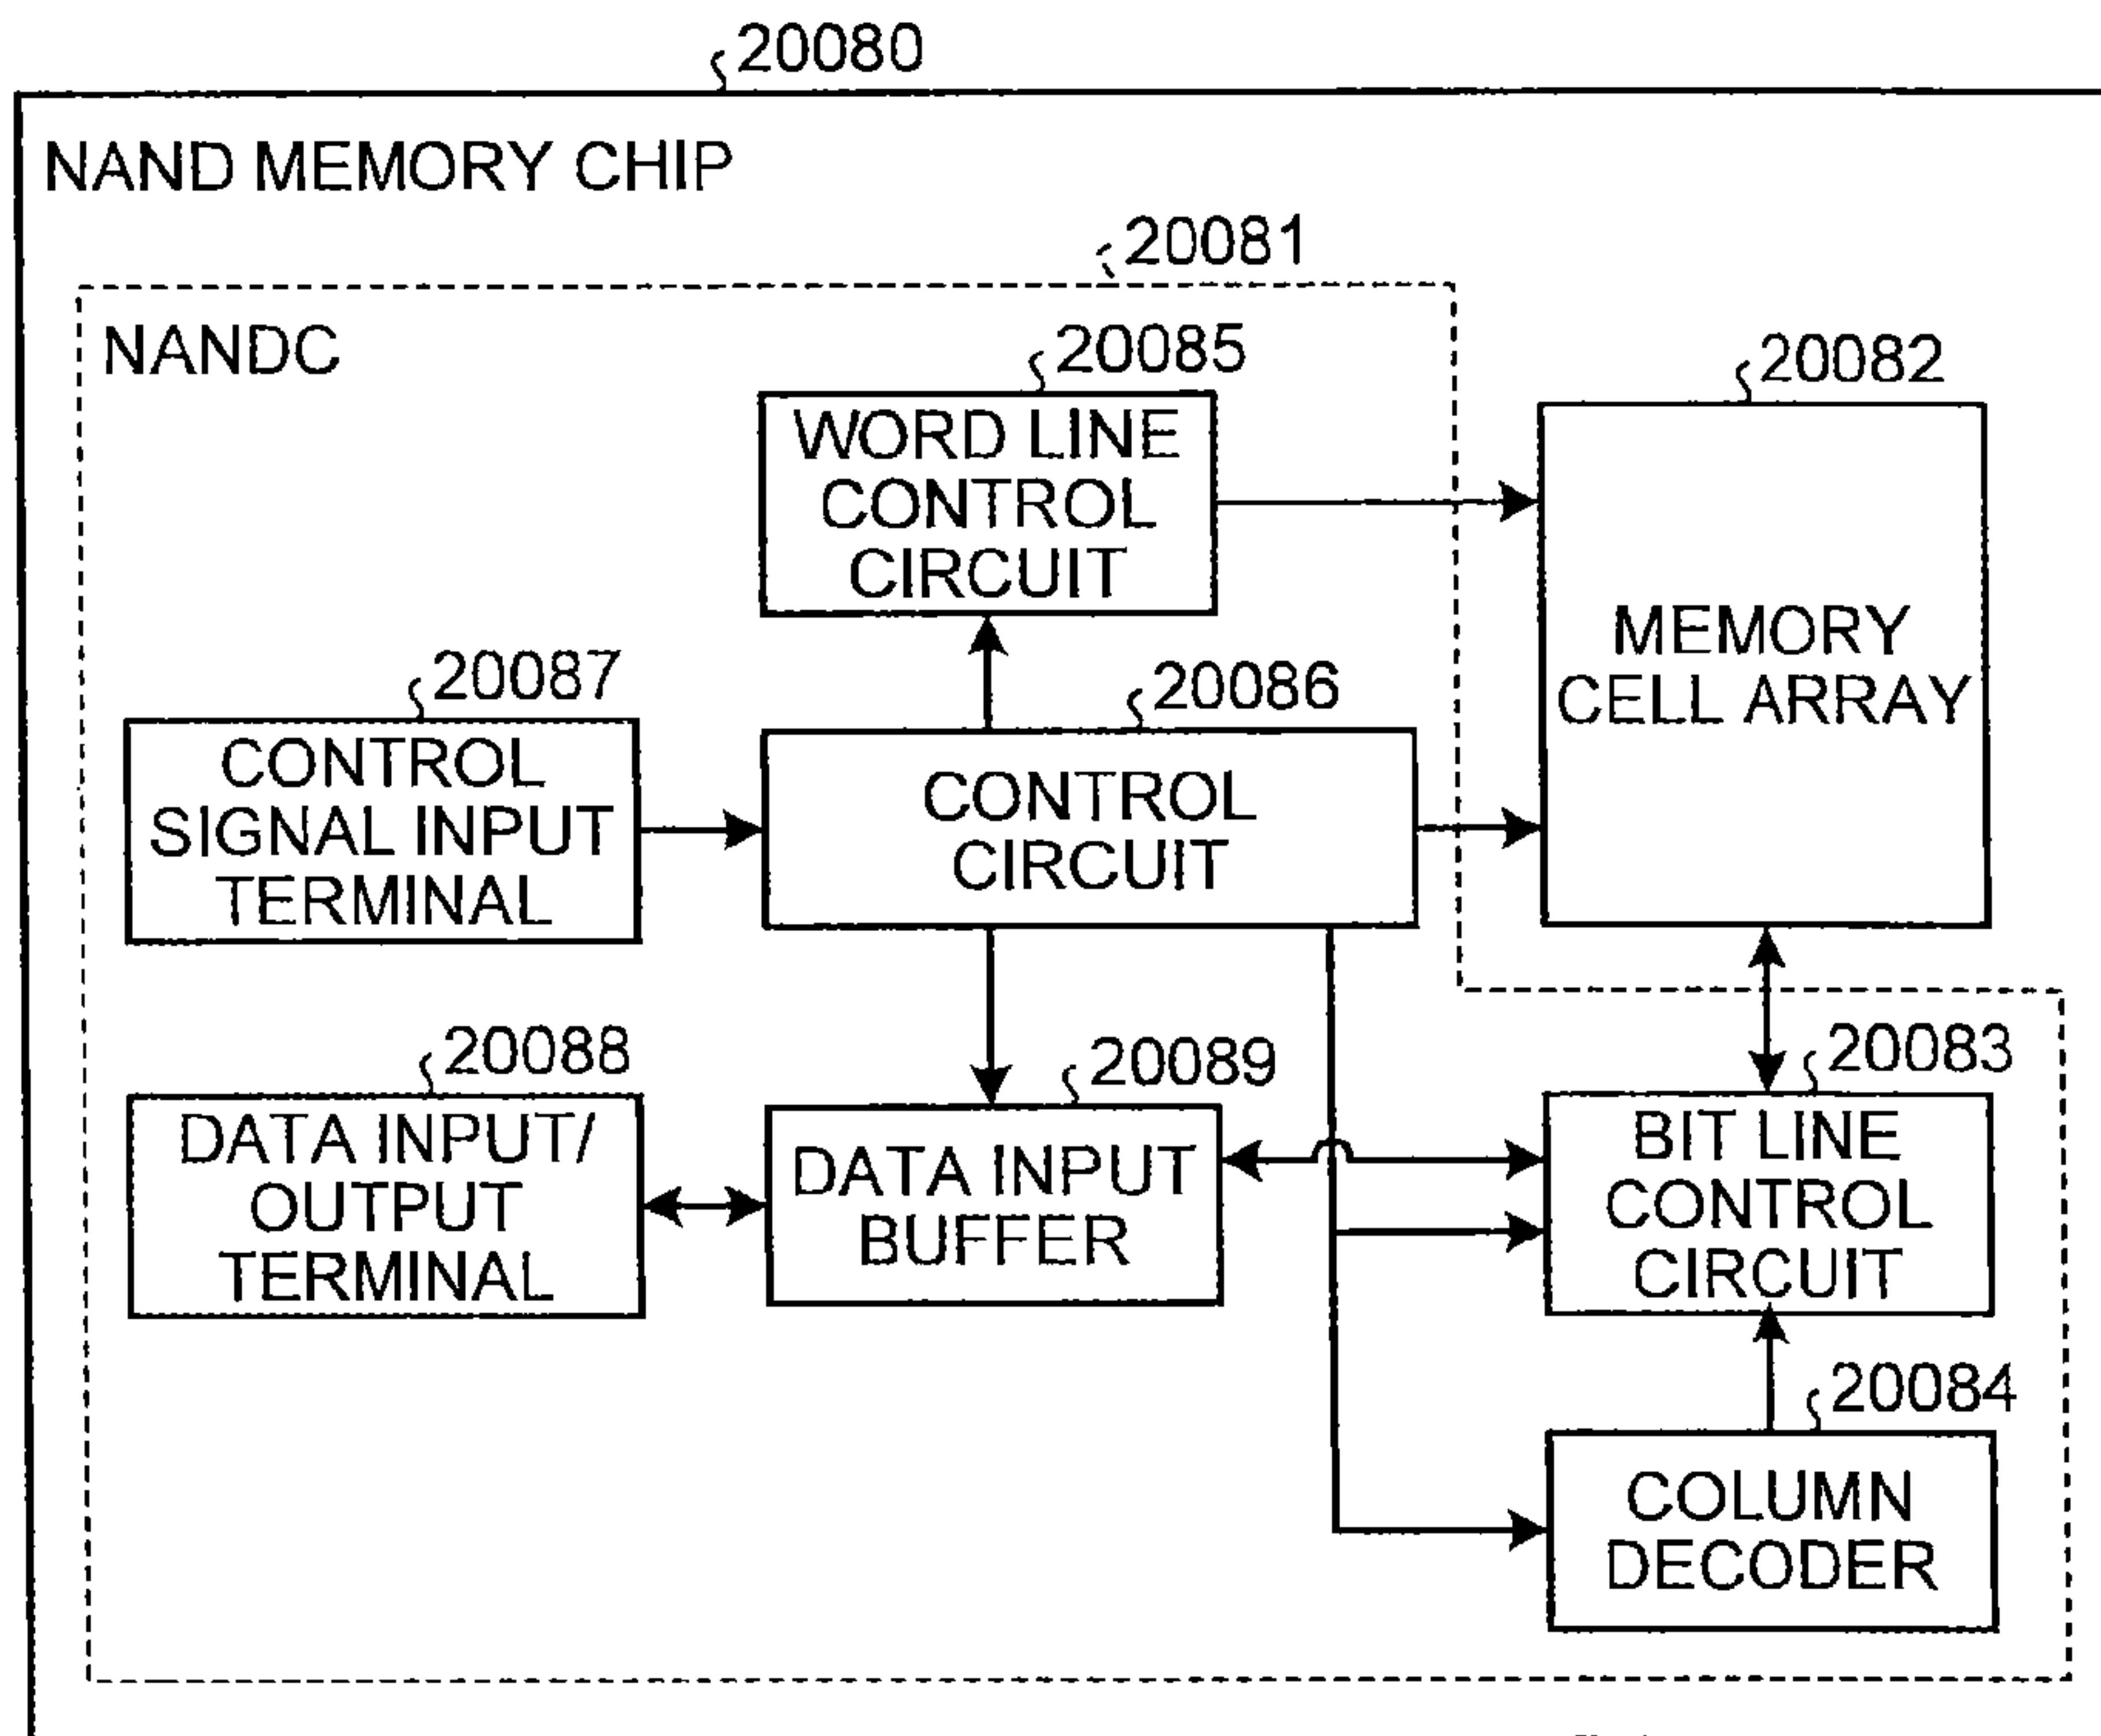 20080
NAND MEMORY CHIP
20081
NANDC
20085
WORD LINE
CONTROL
CIRCUIT
20082
MEMORY
CELL ARRAY
20087
CONTROL
SIGNAL INPUT
TERMINAL
20086
CONTROL
CIRCUIT
20088
DATA INPUT/
OUTPUT
TERMINAL
20089
DATA INPUT
BUFFER
20083
BIT LINE
CONTROL
CIRCUIT
20084
COLUMN
DECODER